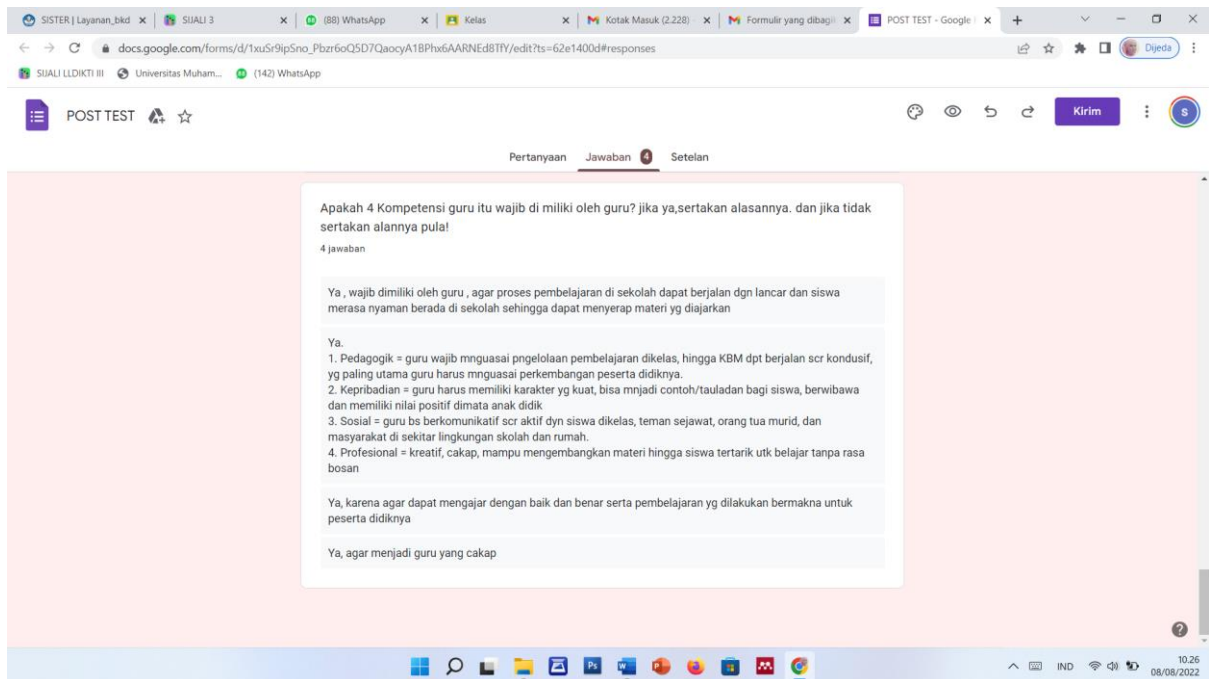 SISTER | Layanan_bkd
SIJALI 3
(88) WhatsApp
Kelas
Kotak Masuk (2.228)
Formulir yang dibagi
POST TEST - Google
docs.google.com/forms/d/1xuSr9ipSno_Pbzr6oQ5D7QaocyA1BPhx6AARNEd8TfY/edit?ts=62e1400d#responses
Dijeda
SIJALI LLDIKTI III
Universitas Muham...
(142) WhatsApp
POST TEST
Kirim
S
Pertanyaan Jawaban 4 Setelan
Apakah 4 Kompetensi guru itu wajib di miliki oleh guru? jika ya,sertakan alasannya. dan jika tidak
sertakan alannya pula!
4 jawaban
Ya , wajib dimiliki oleh guru , agar proses pembelajaran di sekolah dapat berjalan dgn lancar dan siswa
merasa nyaman berada di sekolah sehingga dapat menyerap materi yg diajarkan
Ya.
1. Pedagogik = guru wajib mnguasai pngelolaan pembelajaran dikelas, hingga KBM dpt berjalan scr kondusif,
yg paling utama guru harus mnguasai perkembangan peserta didiknya.
2. Kepribadian = guru harus memiliki karakter yg kuat, bisa mnjadi contoh/tauladan bagi siswa, berwibawa
dan memiliki nilai positif dimata anak didik
3. Sosial = guru bs berkomunikatif scr aktif dyn siswa dikelas, teman sejawat, orang tua murid, dan
masyarakat di sekitar lingkungan skolah dan rumah.
4. Profesional = kreatif, cakap, mampu mengembangkan materi hingga siswa tertarik utk belajar tanpa rasa
bosan
Ya, karena agar dapat mengajar dengan baik dan benar serta pembelajaran yg dilakukan bermakna untuk
peserta didiknya
Ya, agar menjadi guru yang cakap
IND
10.26
08/08/2022